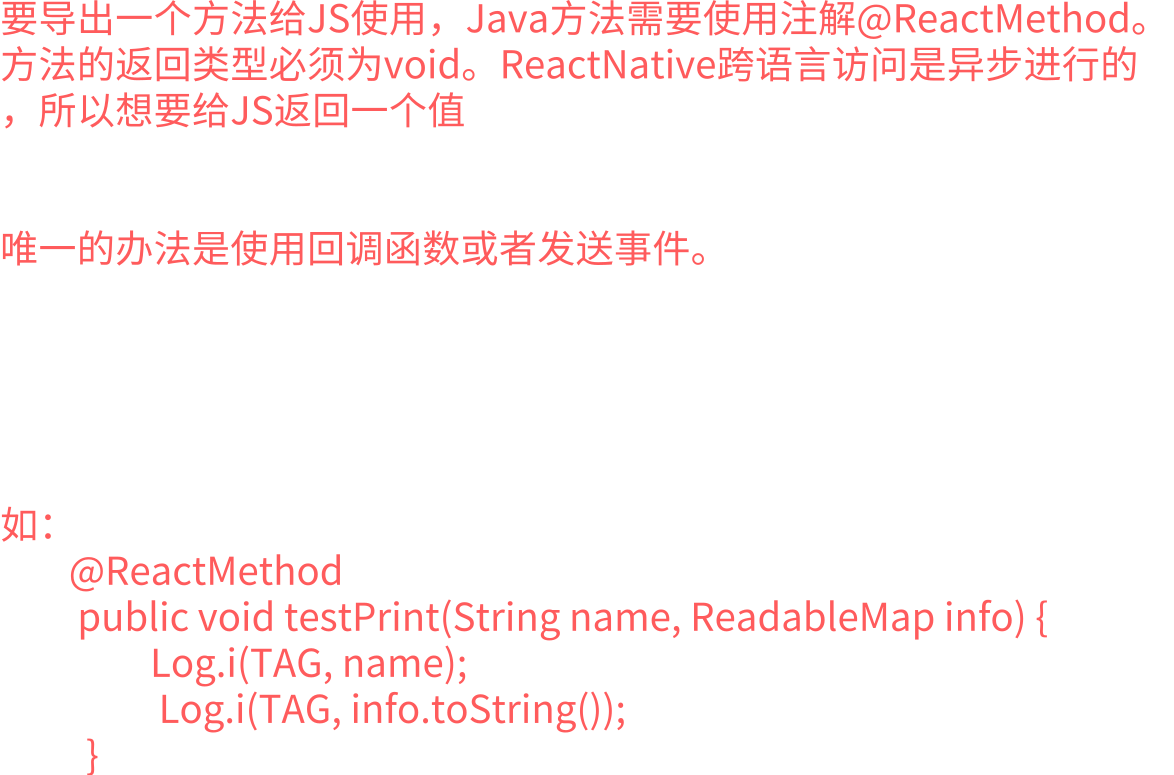 要导出一个方法给JS使用，Java方法需要使用注解@ReactMethod。
方法的返回类型必须为void。ReactNative跨语言访问是异步进行的
，所以想要给JS返回一个值
唯一的办法是使用回调函数或者发送事件。
如：
@ReactMethod
public void testPrint(String name, ReadableMap info) {
Log.i(TAG, name);
Log.i(TAG, info.toString());
}